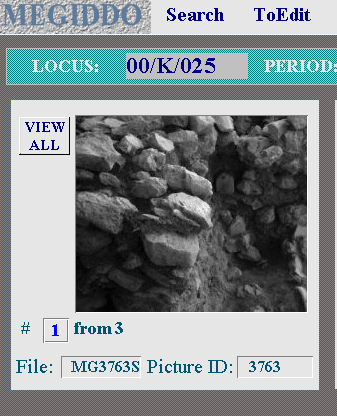 MEGIDDO Search ToEdit
LOCUS: 00/K/025 PERIOD:
VIEW
ALL
# 1 from 3
File: MG3763S Picture ID: 3763